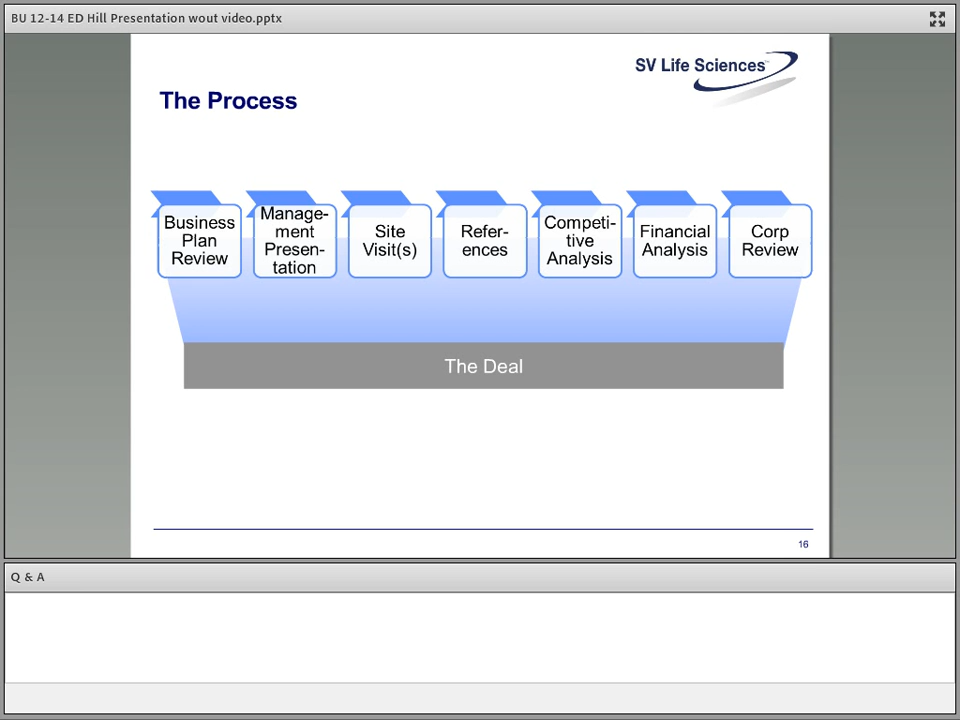 BU 12-14 ED Hill Presentation wout video.pptx
SV Life Sciences™
The Process
Business
Plan
Review
Manage-
ment
Presen-
tation
Site
Visit(s)
Refer-
ences
Competi-
tive
Analysis
Financial
Analysis
Corp
Review
The Deal
16
Q & A